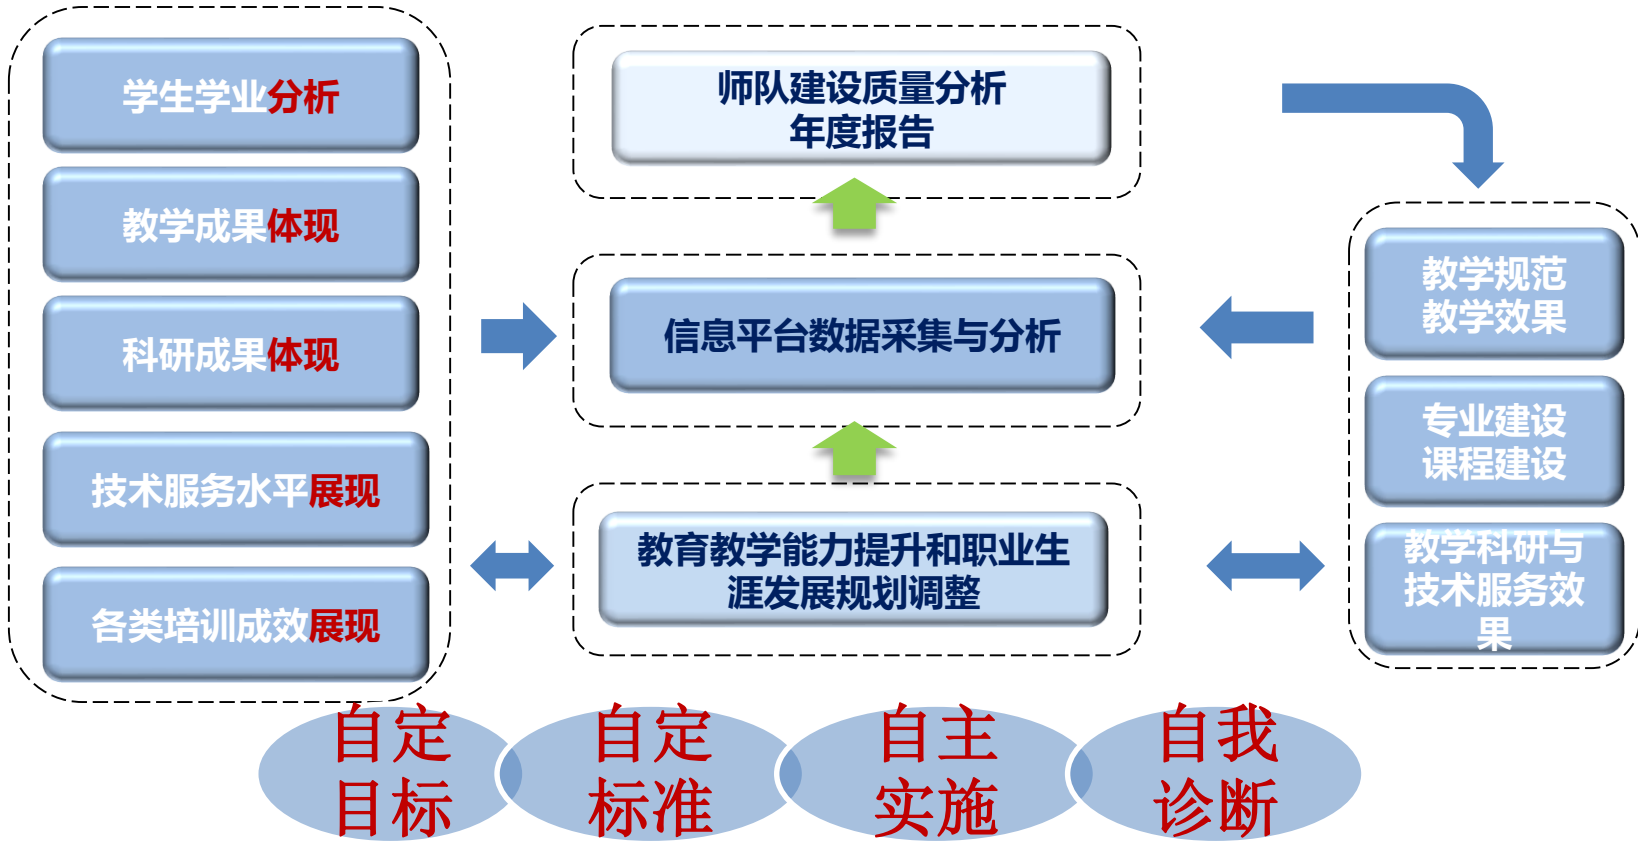 学生学业分析
教学成果体现
科研成果体现
技术服务水平展现
各类培训成效展现
师队建设质量分析
年度报告
信息平台数据采集与分析
教育教学能力提升和职业生
涯发展规划调整
教学规范
教学效果
专业建设
课程建设
教学科研与
技术服务效
果
自定
目标
自定
标准
自主
实施
自我
诊断